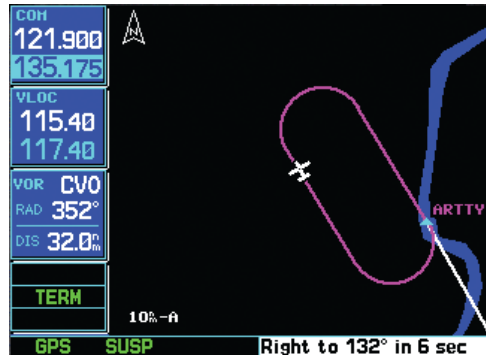 COM
121.900
135.175
VLOC
115.40
117.40
VOR CVO
RAD 352°
DIS 32.0nm
TERM
GPS SUSP
N
ARTTY
10nm-A
Right to 132° in 6 sec